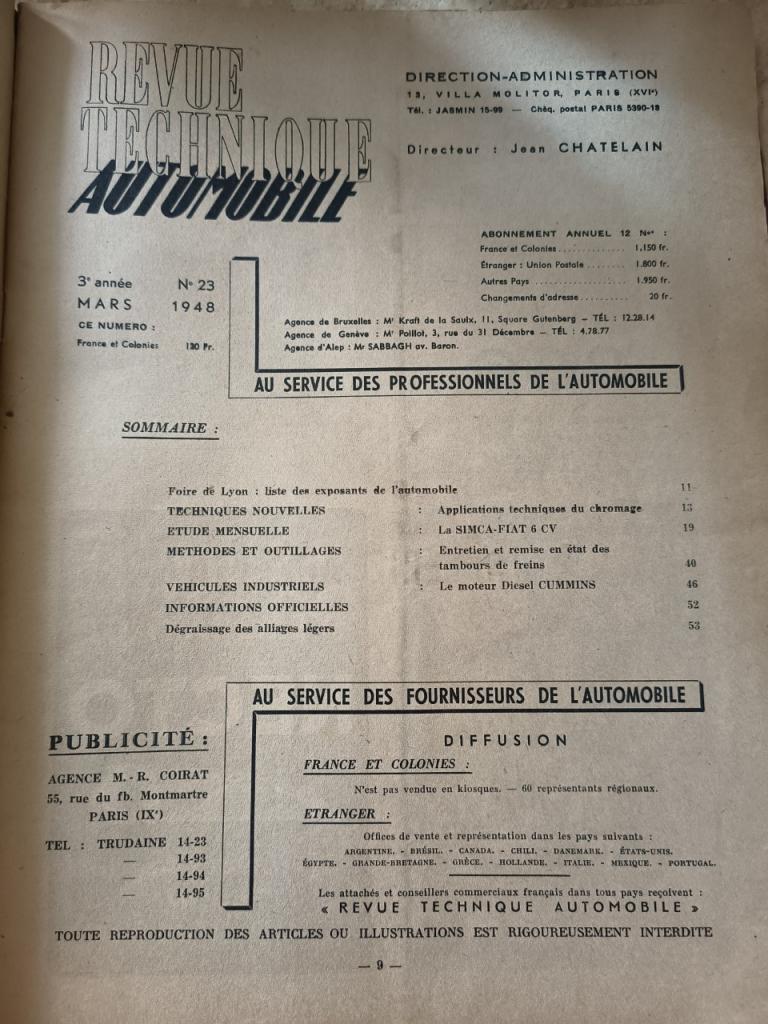 REVUE
TECHNIQUE
AUTOMOBILE
DIRECTION-ADMINISTRATION
13, VILLA MOLITOR, PARIS (XVIe)
Tél. : JASMIN 15-99 — Chèq. postal PARIS 5390-18
Directeur : Jean CHATELAIN
ABONNEMENT ANNUEL 12 Nos :
France et Colonies............ 1.150 fr.
Étranger : Union Postale ....... 1.800 fr.
Autres Pays ................. 1.950 fr.
Changements d'adresse.......... 20 fr.
3e année No 23
MARS 1948
CE NUMERO :
France et Colonies 120 Fr.
Agence de Bruxelles : Mr Kraft de la Saulx, 11, Square Gutenberg — TÉL : 12.28.14
Agence de Genève : Mr Poillot, 3, rue du 31 Décembre — TÉL : 4.78.77
Agence d'Alep : Mr SABBAGH av. Baron.
AU SERVICE DES PROFESSIONNELS DE L'AUTOMOBILE
SOMMAIRE :
Foire de Lyon : liste des exposants de l'automobile 11
TECHNIQUES NOUVELLES : Applications techniques du chromage 13
ETUDE MENSUELLE : La SIMCA-FIAT 6 CV 19
METHODES ET OUTILLAGES : Entretien et remise en état des
tambours de freins 40
VEHICULES INDUSTRIELS : Le moteur Diesel CUMMINS 46
INFORMATIONS OFFICIELLES 52
Dégraissage des alliages légers 53
AU SERVICE DES FOURNISSEURS DE L'AUTOMOBILE
PUBLICITÉ :
AGENCE M.-R. COIRAT
55, rue du fb. Montmartre
PARIS (IXe)
TEL : TRUDAINE 14-23
— 14-93
— 14-94
— 14-95
DIFFUSION
FRANCE ET COLONIES :
N'est pas vendue en kiosques. — 60 représentants régionaux.
ETRANGER :
Offices de vente et représentation dans les pays suivants :
ARGENTINE. - BRÉSIL. - CANADA. - CHILI. - DANEMARK. - ÉTATS-UNIS.
ÉGYPTE. - GRANDE-BRETAGNE. - GRÈCE. - HOLLANDE. - ITALIE. - MEXIQUE. - PORTUGAL.
Les attachés et conseillers commerciaux français dans tous pays reçoivent :
« REVUE TECHNIQUE AUTOMOBILE »
TOUTE REPRODUCTION DES ARTICLES OU ILLUSTRATIONS EST RIGOUREUSEMENT INTERDITE
— 9 —